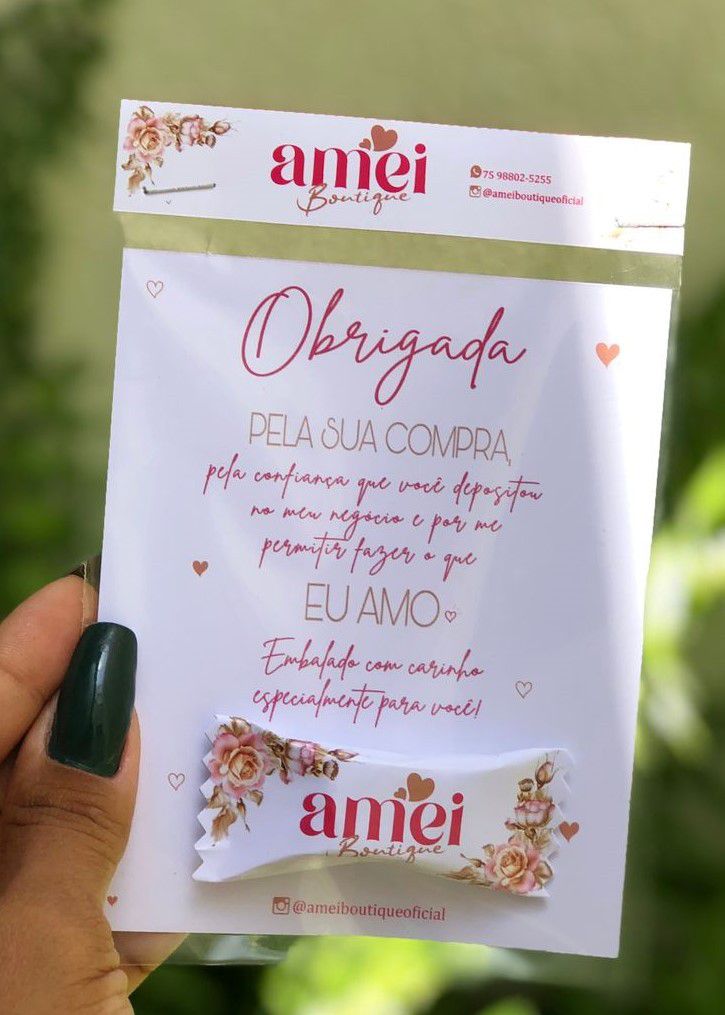 amei
Boutique
75 98802-5255
@ameiboutiqueoficial
Obrigada
PELA SUA COMPRA,
pela confiança que você depositou
no meu negócio e por me
permitir fazer o que
EU AMO
Embalado com carinho
especialmente para você!
amei
Boutique
@ameiboutiqueoficial